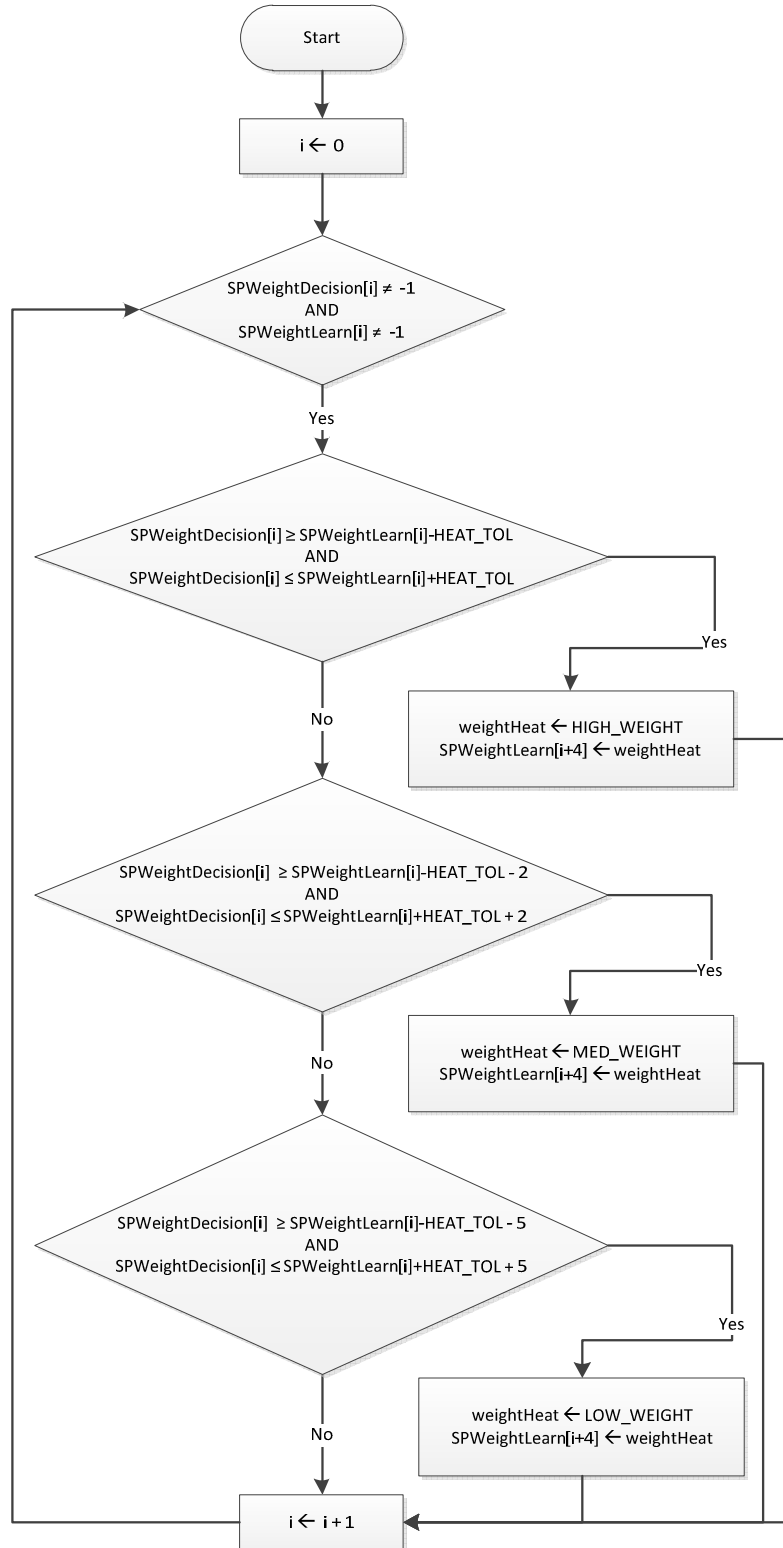 Start
i ← 0
SPWeightDecision[i] ≠ -1
AND
SPWeightLearn[i] ≠ -1
Yes
SPWeightDecision[i] ≥ SPWeightLearn[i]-HEAT_TOL
AND
SPWeightDecision[i] ≤ SPWeightLearn[i]+HEAT_TOL
Yes
weightHeat ← HIGH_WEIGHT
SPWeightLearn[i+4] ← weightHeat
No
SPWeightDecision[i] ≥ SPWeightLearn[i]-HEAT_TOL - 2
AND
SPWeightDecision[i] ≤ SPWeightLearn[i]+HEAT_TOL + 2
Yes
weightHeat ← MED_WEIGHT
SPWeightLearn[i+4] ← weightHeat
No
SPWeightDecision[i] ≥ SPWeightLearn[i]-HEAT_TOL - 5
AND
SPWeightDecision[i] ≤ SPWeightLearn[i]+HEAT_TOL + 5
Yes
weightHeat ← LOW_WEIGHT
SPWeightLearn[i+4] ← weightHeat
No
i ← i + 1